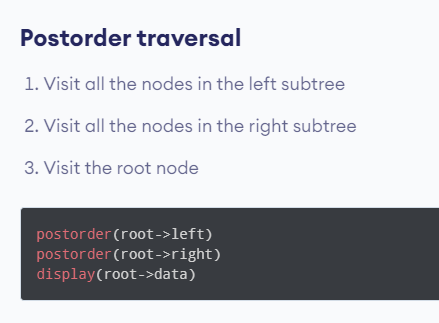 Postorder traversal
1. Visit all the nodes in the left subtree
2. Visit all the nodes in the right subtree
3. Visit the root node
postorder(root->left)
postorder(root->right)
display(root->data)